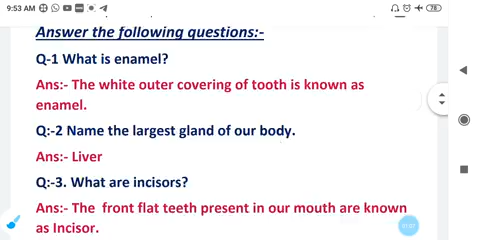 9:53 AM
78
Answer the following questions:-
Q-1 What is enamel?
Ans:- The white outer covering of tooth is known as
enamel.
Q:-2 Name the largest gland of our body.
Ans:- Liver
Q:-3. What are incisors?
Ans:- The front flat teeth present in our mouth are known
as Incisor.